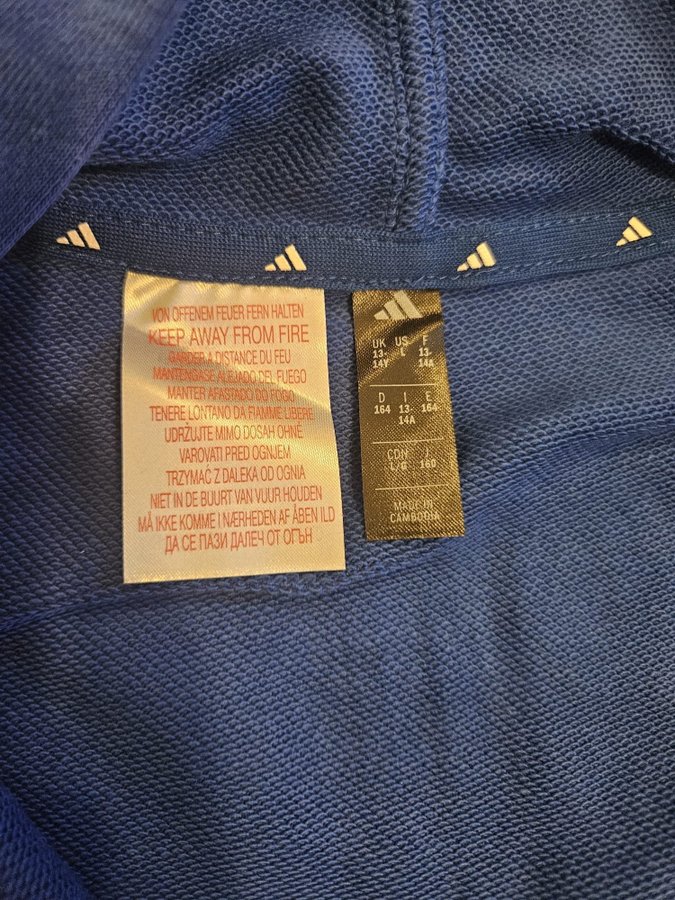 VON OFFENEM FEUER FERN HALTEN
KEEP AWAY FROM FIRE
GARDER A DISTANCE DU FEU
MANTENGASE ALEJADO DEL FUEGO
MANTER AFASTADO DO FOGO
TENERE LONTANO DA FIAMME LIBERE
UDRŽUJTE MIMO DOSAH OHNĚ
VAROVATI PRED OGNJEM
TRZYMAĆ Z DALEKA OD OGNIA
NIET IN DE BUURT VAN VUUR HOUDEN
MÅ IKKE KOMME I NÆRHEDEN AF ÅBEN ILD
ДА СЕ ПАЗИ ДАЛЕЧ ОТ ОГЪН
UK US F
13- L 13-
14Y 14A
D I E
164 13- 164
14A
CDN J
L/G 160
MADE IN
CAMBODIA